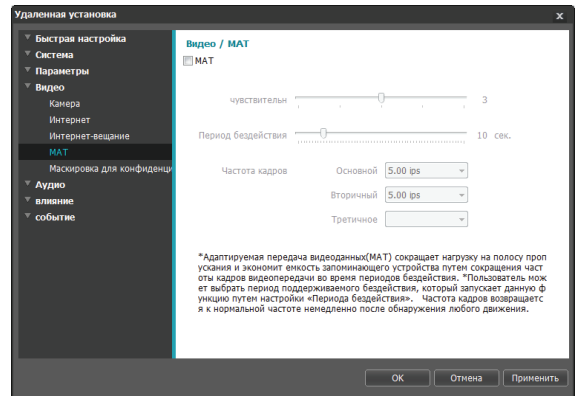 Удаленная установка
x
Быстрая настройка
Система
Параметры
Видео
Камера
Интернет
Интернет-вещание
MAT
Маскировка для конфиденци
Аудио
влияние
событие
Видео / MAT
MAT
чувствительн
3
Период бездействия
10 сек.
Частота кадров
Основной
5.00 ips
Вторичный
5.00 ips
Третичное
*Адаптируемая передача видеоданных(MAT) сокращает нагрузку на полосу проп
ускания и экономит емкость запоминающего устройства путем сокращения част
оты кадров видеопередачи во время периодов бездействия. *Пользователь мож
ет выбрать период поддерживаемого бездействия, который запускает данную ф
ункцию путем настройки «Периода бездействия». Частота кадров возвращаетс
я к нормальной частоте немедленно после обнаружения любого движения.
OK
Отмена
Применить